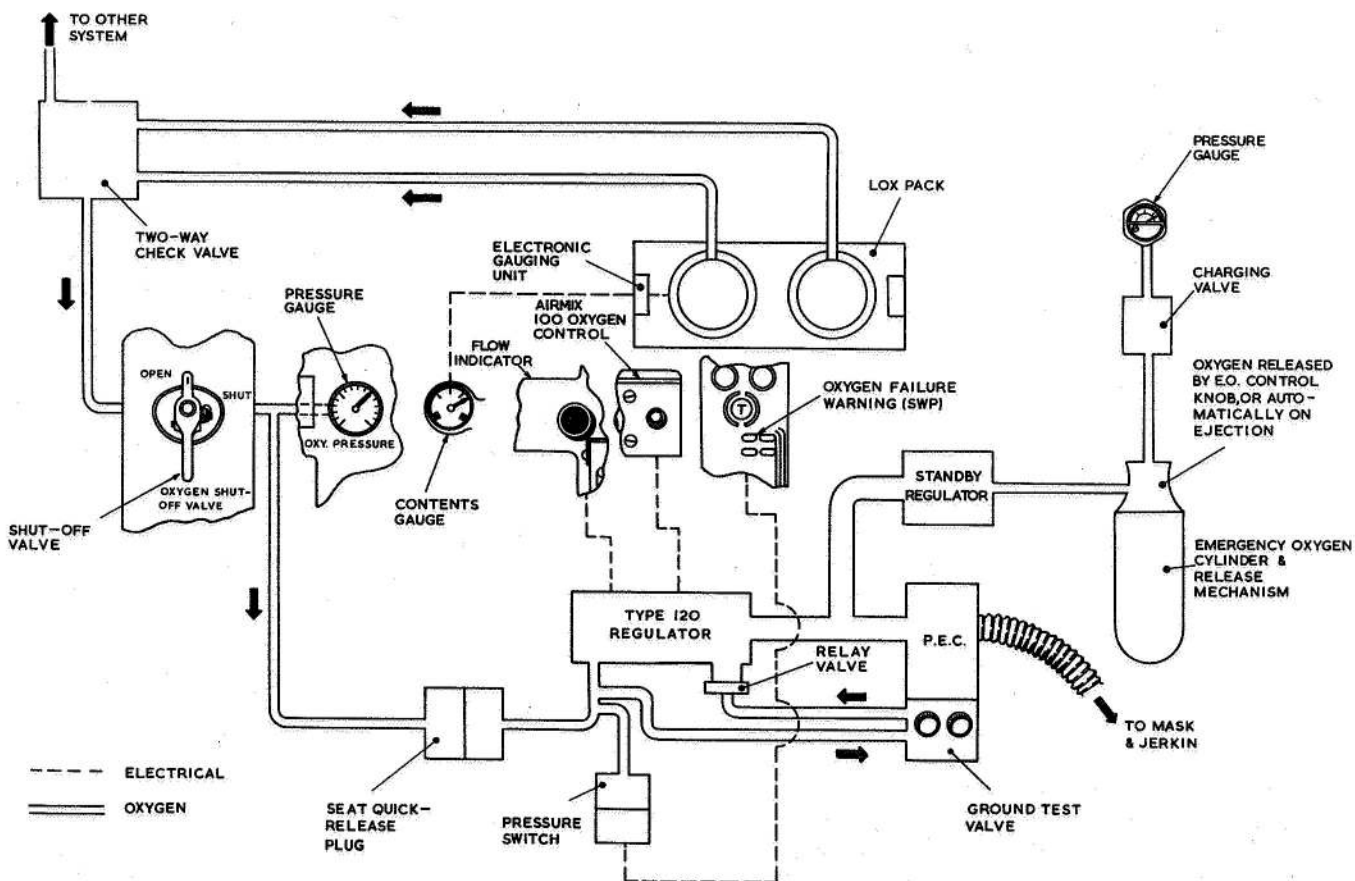 TO OTHER
SYSTEM
PRESSURE
GAUGE
LOX PACK
TWO-WAY
CHECK VALVE
ELECTRONIC
GAUGING
UNIT
CHARGING
VALVE
PRESSURE
GAUGE
AIRMIX
100 OXYGEN
CONTROL
FLOW
INDICATOR
OPEN
SHUT
OXYGEN FAILURE
WARNING (SWP)
OXYGEN RELEASED
BY E.O. CONTROL
KNOB, OR AUTO-
MATICALLY ON
EJECTION
T
OXY. PRESSURE
STANDBY
REGULATOR
OXYGEN SHUT-
OFF VALVE
CONTENTS
GAUGE
SHUT-OFF
VALVE
EMERGENCY OXYGEN
CYLINDER &
RELEASE
MECHANISM
TYPE 120
REGULATOR
P.E.C.
RELAY
VALVE
TO MASK
& JERKIN
ELECTRICAL
OXYGEN
SEAT QUICK-
RELEASE
PLUG
PRESSURE
SWITCH
GROUND TEST
VALVE